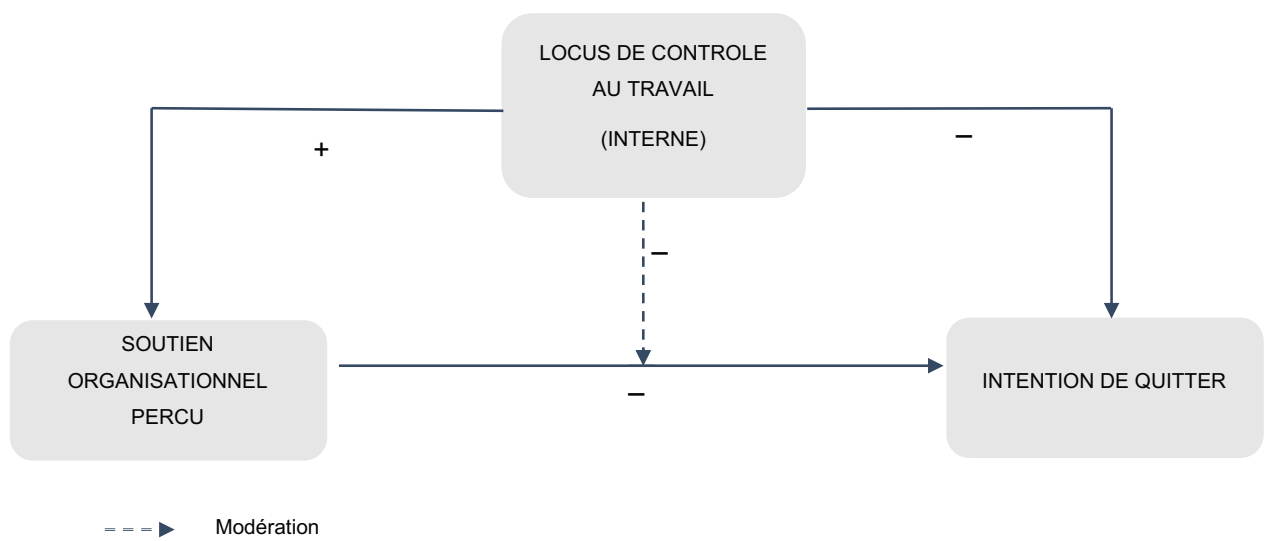 LOCUS DE CONTROLE
AU TRAVAIL
(INTERNE)
+
–
–
SOUTIEN
ORGANISATIONNEL
PERCU
–
INTENTION DE QUITTER
Modération